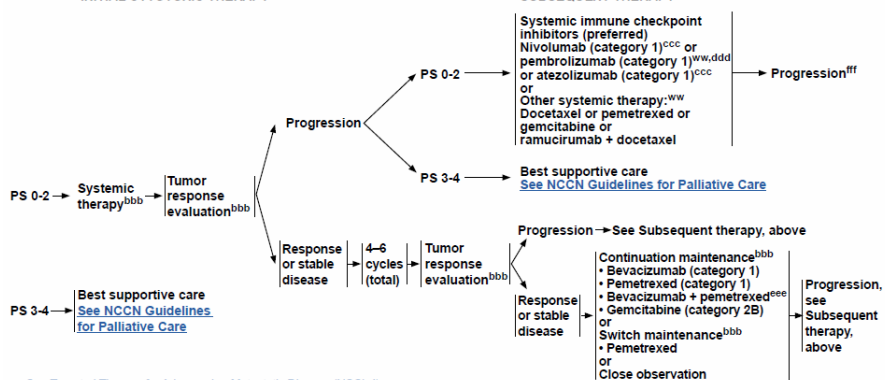 Systemic immune checkpoint
inhibitors (preferred)
Nivolumab (category 1)ccc or
pembrolizumab (category 1)ww,ddd
or atezolizumab (category 1)ccc
or
Other systemic therapy:ww
Docetaxel or pemetrexed or
gemcitabine or
ramucirumab + docetaxel
PS 0-2
Progressionfff
Progression
PS 3-4
Best supportive care
See NCCN Guidelines for Palliative Care
PS 0-2
Systemic
therapybbb
Tumor
response
evaluationbbb
Response
or stable
disease
4–6
cycles
(total)
Tumor
response
evaluationbbb
Progression
See Subsequent therapy, above
Response
or stable
disease
Continuation maintenancebbb
• Bevacizumab (category 1)
• Pemetrexed (category 1)
• Bevacizumab + pemetrexedeee
• Gemcitabine (category 2B)
or
Switch maintenancebbb
• Pemetrexed
or
Close observation
Progression,
see
Subsequent
therapy,
above
PS 3-4
Best supportive care
See NCCN Guidelines
for Palliative Care